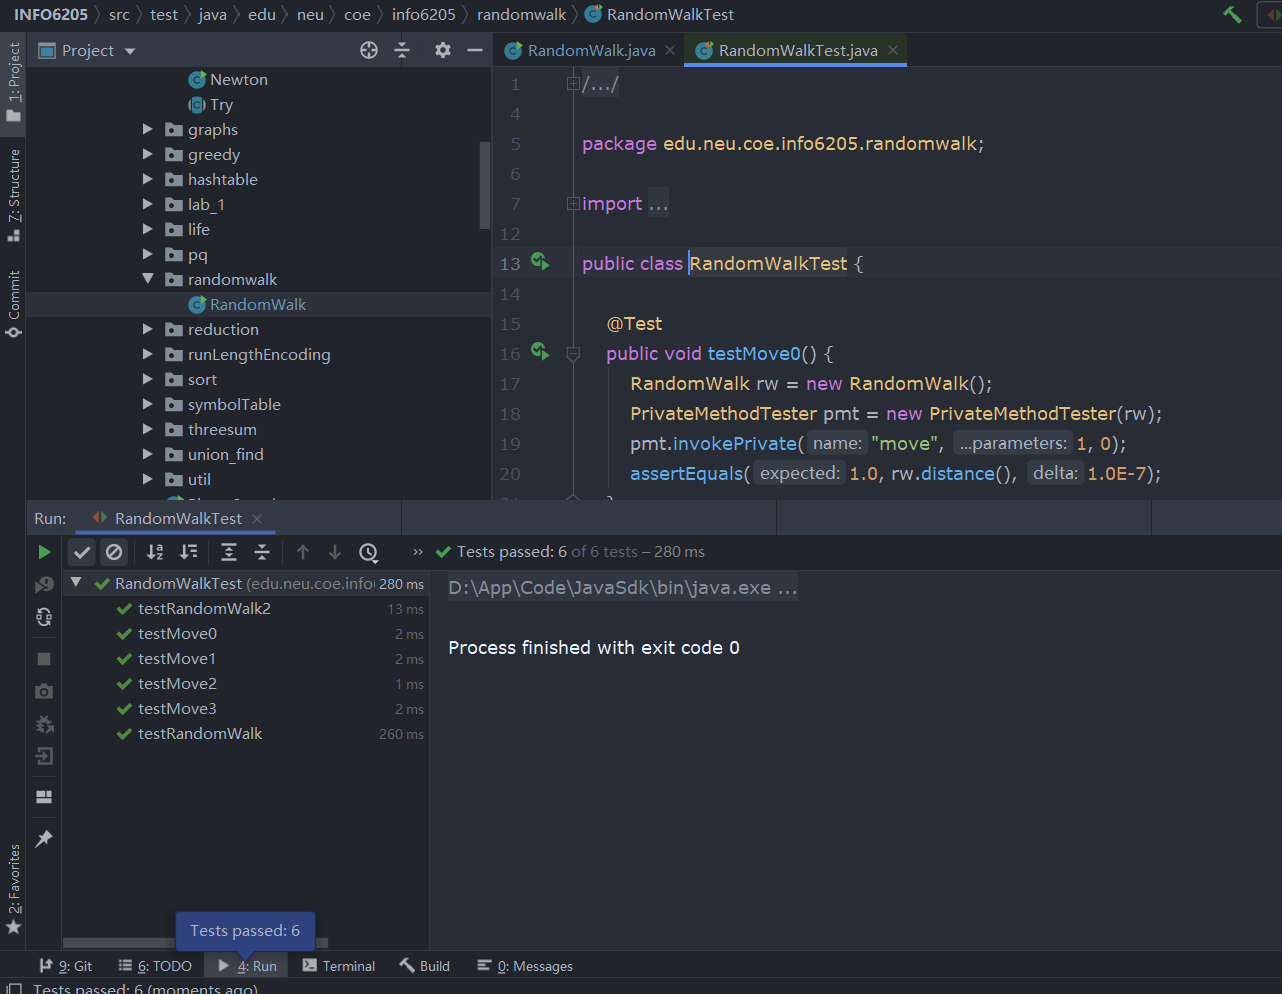 INFO6205 src test java edu neu coe info6205 randomwalk RandomWalkTest
1: Project
7: Structure
Commit
2: Favorites
Project
Newton
Try
graphs
greedy
hashtable
lab_1
life
pq
randomwalk
RandomWalk
reduction
runLengthEncoding
sort
symbolTable
threesum
union_find
util
RandomWalk.java RandomWalkTest.java
1 /.../
4
5 package edu.neu.coe.info6205.randomwalk;
6
7 import ...
12
13 public class RandomWalkTest {
14
15 @Test
16 public void testMove0() {
17 RandomWalk rw = new RandomWalk();
18 PrivateMethodTester pmt = new PrivateMethodTester(rw);
19 pmt.invokePrivate( name: "move", ...parameters: 1, 0);
20 assertEquals( expected: 1.0, rw.distance(), delta: 1.0E-7);
Run: RandomWalkTest
Tests passed: 6 of 6 tests – 280 ms
RandomWalkTest (edu.neu.coe.info 280 ms
testRandomWalk2 13 ms
testMove0 2 ms
testMove1 2 ms
testMove2 1 ms
testMove3 2 ms
testRandomWalk 260 ms
D:\App\Code\JavaSdk\bin\java.exe ...
Process finished with exit code 0
Tests passed: 6
9: Git 6: TODO 4: Run Terminal Build 0: Messages
Tests passed: 6 (moments ago)